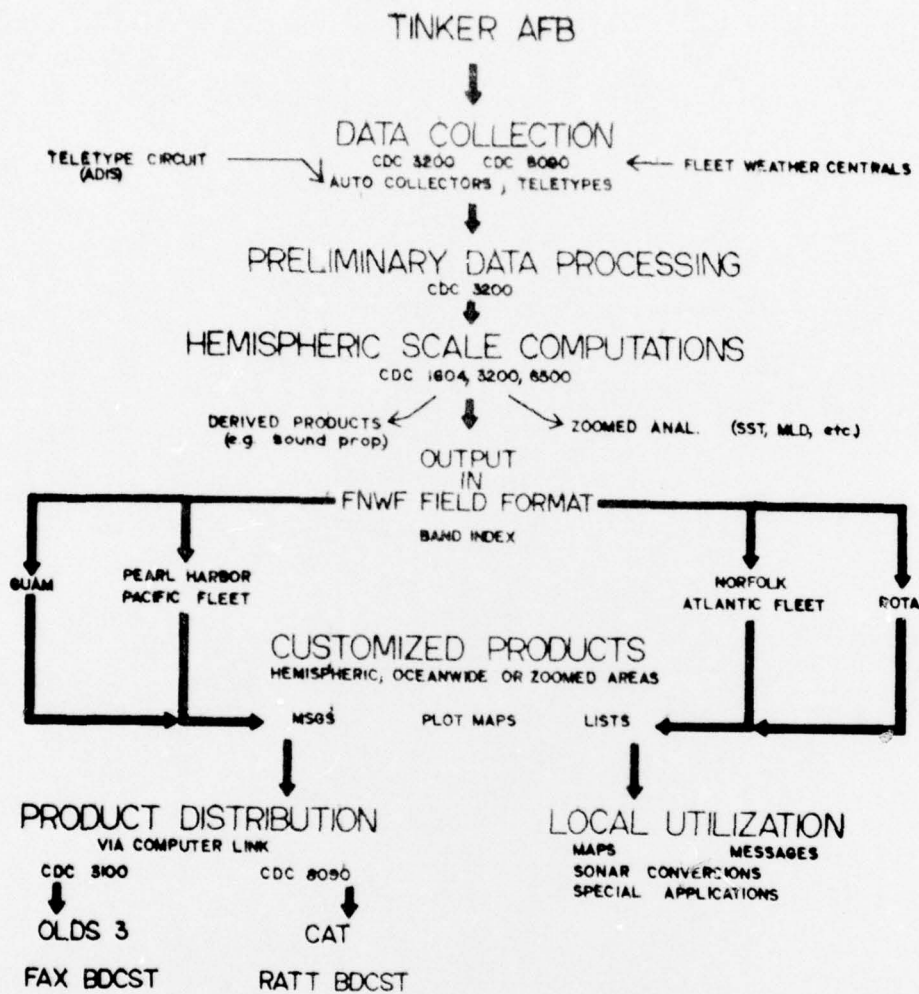 TINKER AFB
DATA COLLECTION
CDC 3200 CDC 8090
AUTO COLLECTORS, TELETYPES
TELETYPE CIRCUIT
(ADIS)
FLEET WEATHER CENTRALS
PRELIMINARY DATA PROCESSING
CDC 3200
HEMISPHERIC SCALE COMPUTATIONS
CDC 1604, 3200, 6500
DERIVED PRODUCTS
(e.g. sound prop)
ZOOMED ANAL. (SST, MLD, etc.)
OUTPUT
IN
FNWF FIELD FORMAT
BAND INDEX
GUAM
PEARL HARBOR
PACIFIC FLEET
NORFOLK
ATLANTIC FLEET
ROTA
CUSTOMIZED PRODUCTS
HEMISPHERIC, OCEANWIDE OR ZOOMED AREAS
MSGS PLOT MAPS LISTS
PRODUCT DISTRIBUTION
VIA COMPUTER LINK
CDC 3100 CDC 8090
OLDS 3 CAT
FAX BDCST RATT BDCST
LOCAL UTILIZATION
MAPS MESSAGES
SONAR CONVERCIONS
SPECIAL APPLICATIONS